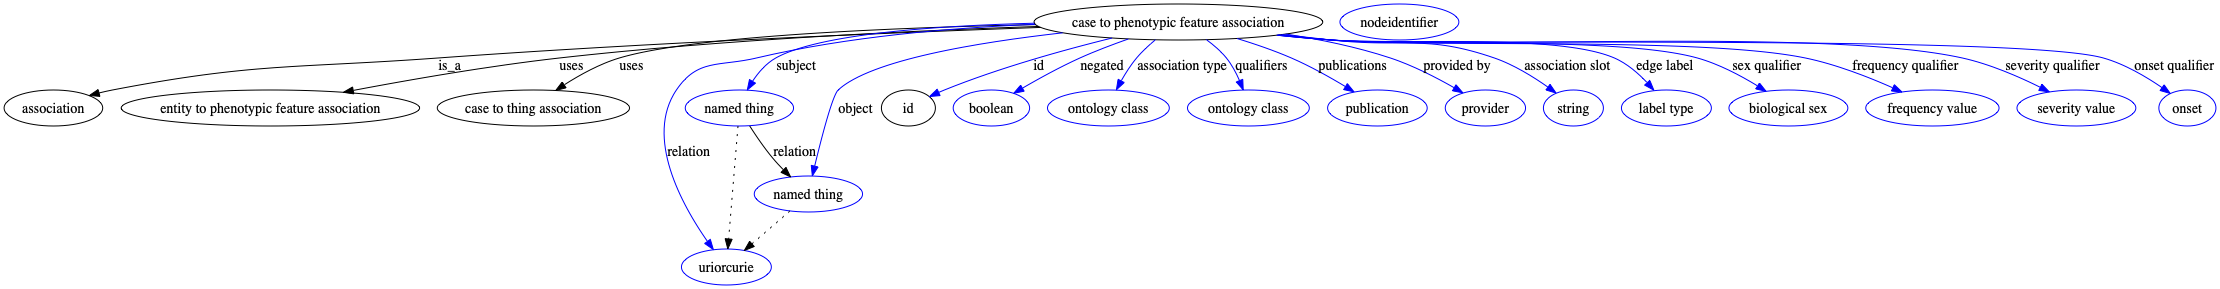 case to phenotypic feature association
nodeidentifier
is_a
uses
uses
subject
id
negated
association type
qualifiers
publications
provided by
association slot
edge label
sex qualifier
frequency qualifier
severity qualifier
onset qualifier
association
entity to phenotypic feature association
case to thing association
named thing
object
id
boolean
ontology class
ontology class
publication
provider
string
label type
biological sex
frequency value
severity value
onset
relation
relation
named thing
uriorcurie